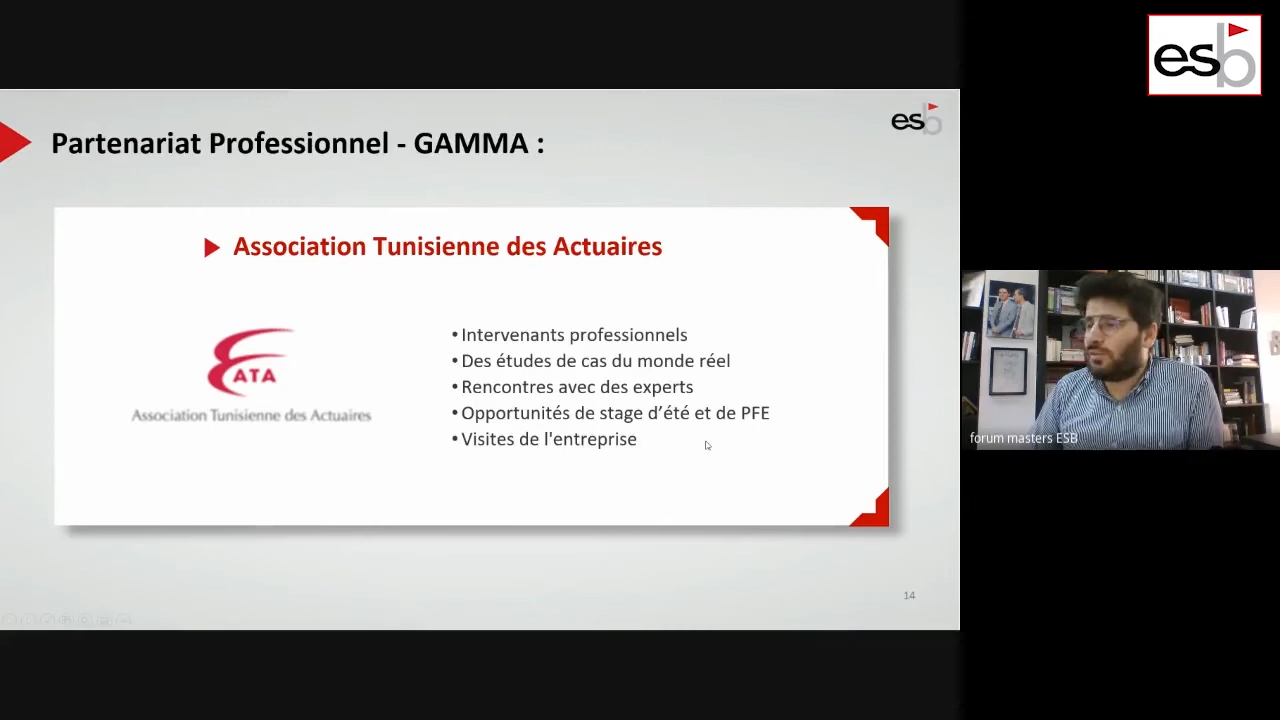 esb
esb
Partenariat Professionnel - GAMMA :
Association Tunisienne des Actuaires
ATA
Association Tunisienne des Actuaires
• Intervenants professionnels
• Des études de cas du monde réel
• Rencontres avec des experts
• Opportunités de stage d’été et de PFE
• Visites de l'entreprise
forum masters ESB
14